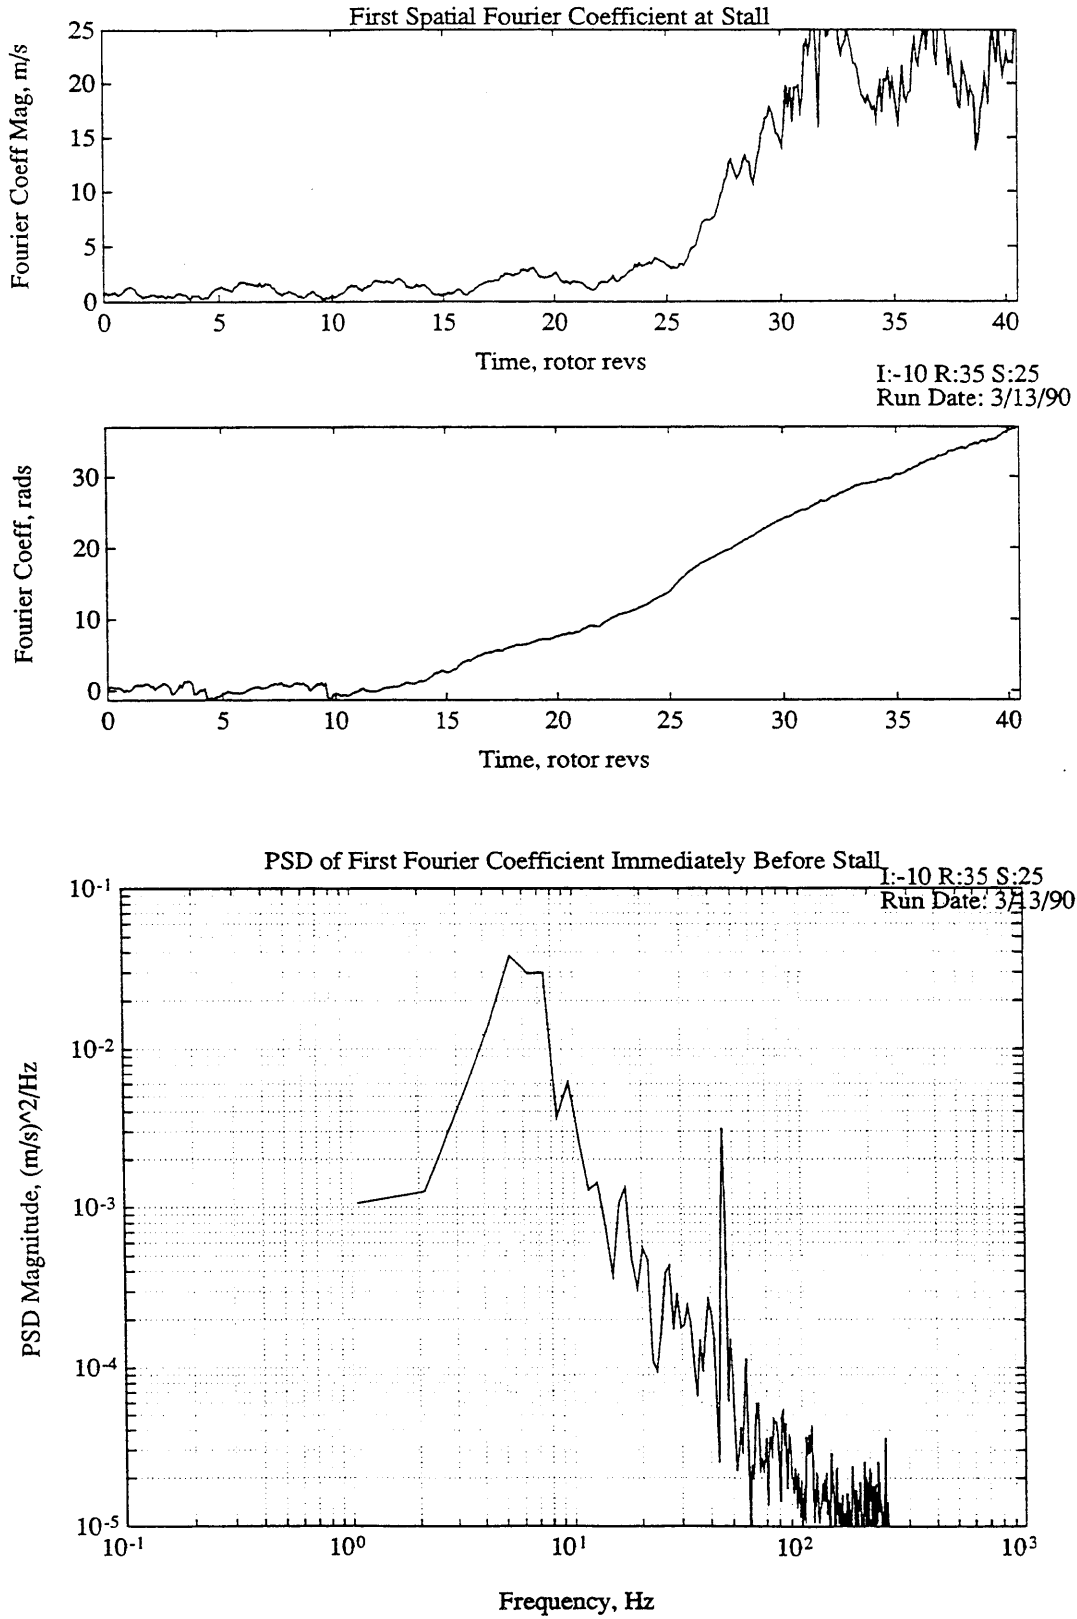 First Spatial Fourier Coefficient at Stall
Fourier Coeff Mag, m/s
25
20
15
10
5
0
0 5 10 15 20 25 30 35 40
Time, rotor revs
I:-10 R:35 S:25
Run Date: 3/13/90
Fourier Coeff, rads
30
20
10
0
0 5 10 15 20 25 30 35 40
Time, rotor revs
PSD of First Fourier Coefficient Immediately Before Stall
I:-10 R:35 S:25
Run Date: 3/13/90
PSD Magnitude, (m/s)^2/Hz
10-1
10-2
10-3
10-4
10-5
10-1 100 101 102 103
Frequency, Hz